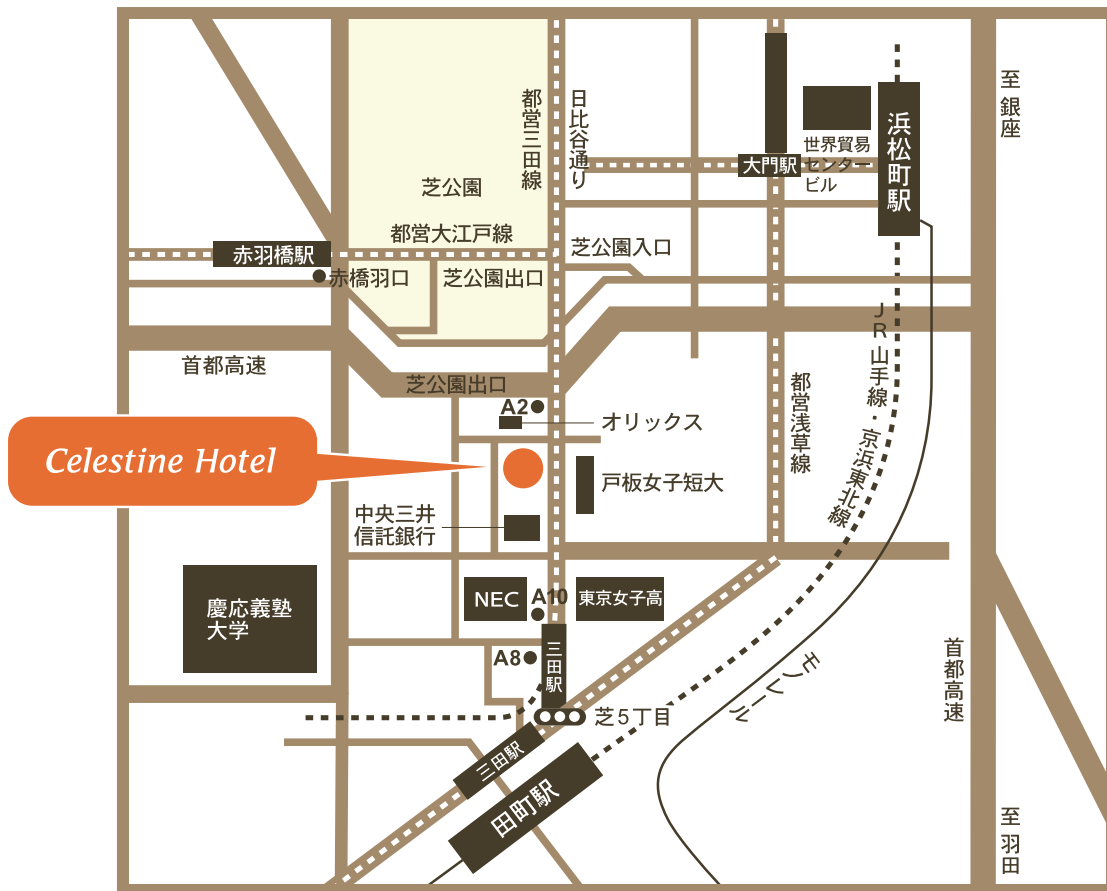 至銀座
都営三田線
日比谷通り
浜松町駅
世界貿易
センター
ビル
大門駅
芝公園
都営大江戸線
芝公園入口
赤羽橋駅
赤橋羽口
芝公園出口
JR山手線・京浜東北線
首都高速
芝公園出口
都営浅草線
A2
オリックス
Celestine Hotel
戸板女子短大
中央三井
信託銀行
慶応義塾
大学
NEC
A10
東京女子高
A8
三田駅
首都高速
モノレール
芝5丁目
三田駅
田町駅
至羽田